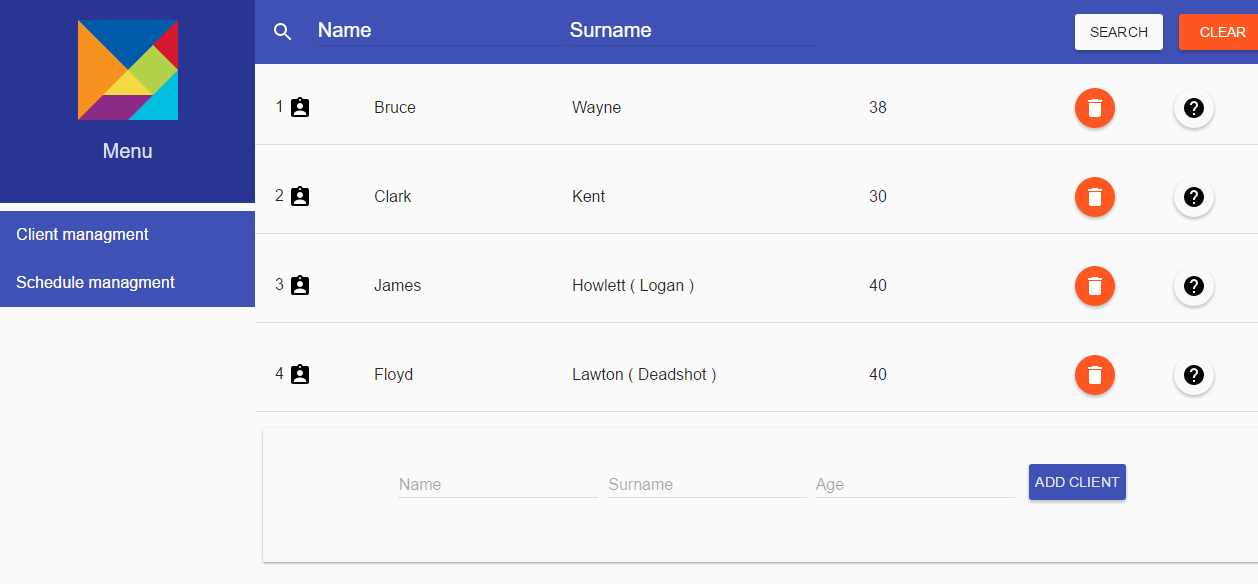 Menu
Client managment
Schedule managment
Name Surname SEARCH CLEAR
1 Bruce Wayne 38 ?
2 Clark Kent 30 ?
3 James Howlett ( Logan ) 40 ?
4 Floyd Lawton ( Deadshot ) 40 ?
Name Surname Age ADD CLIENT